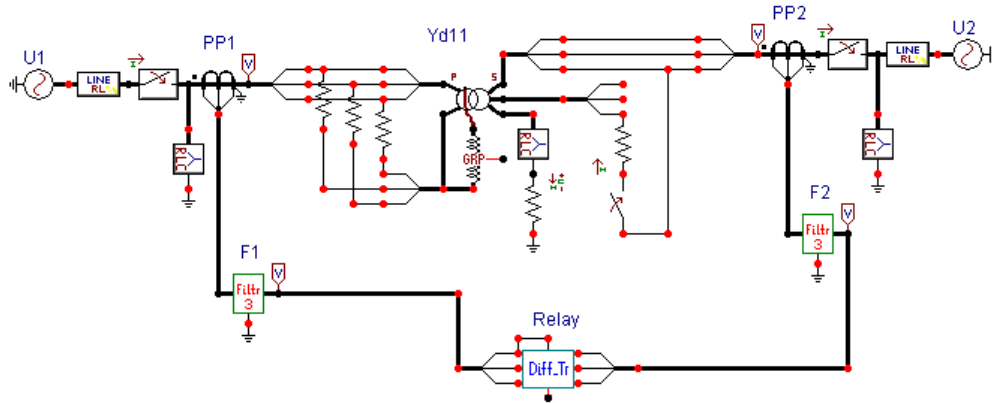 U1
PP1
Yd11
PP2
U2
I
V
V
I
LINE
RL
P
S
LINE
RL
RLC
Y
GRP
RLC
Y
I
RLC
Y
F1
V
F2
V
Filtr
3
Filtr
3
Relay
Diff_Tr